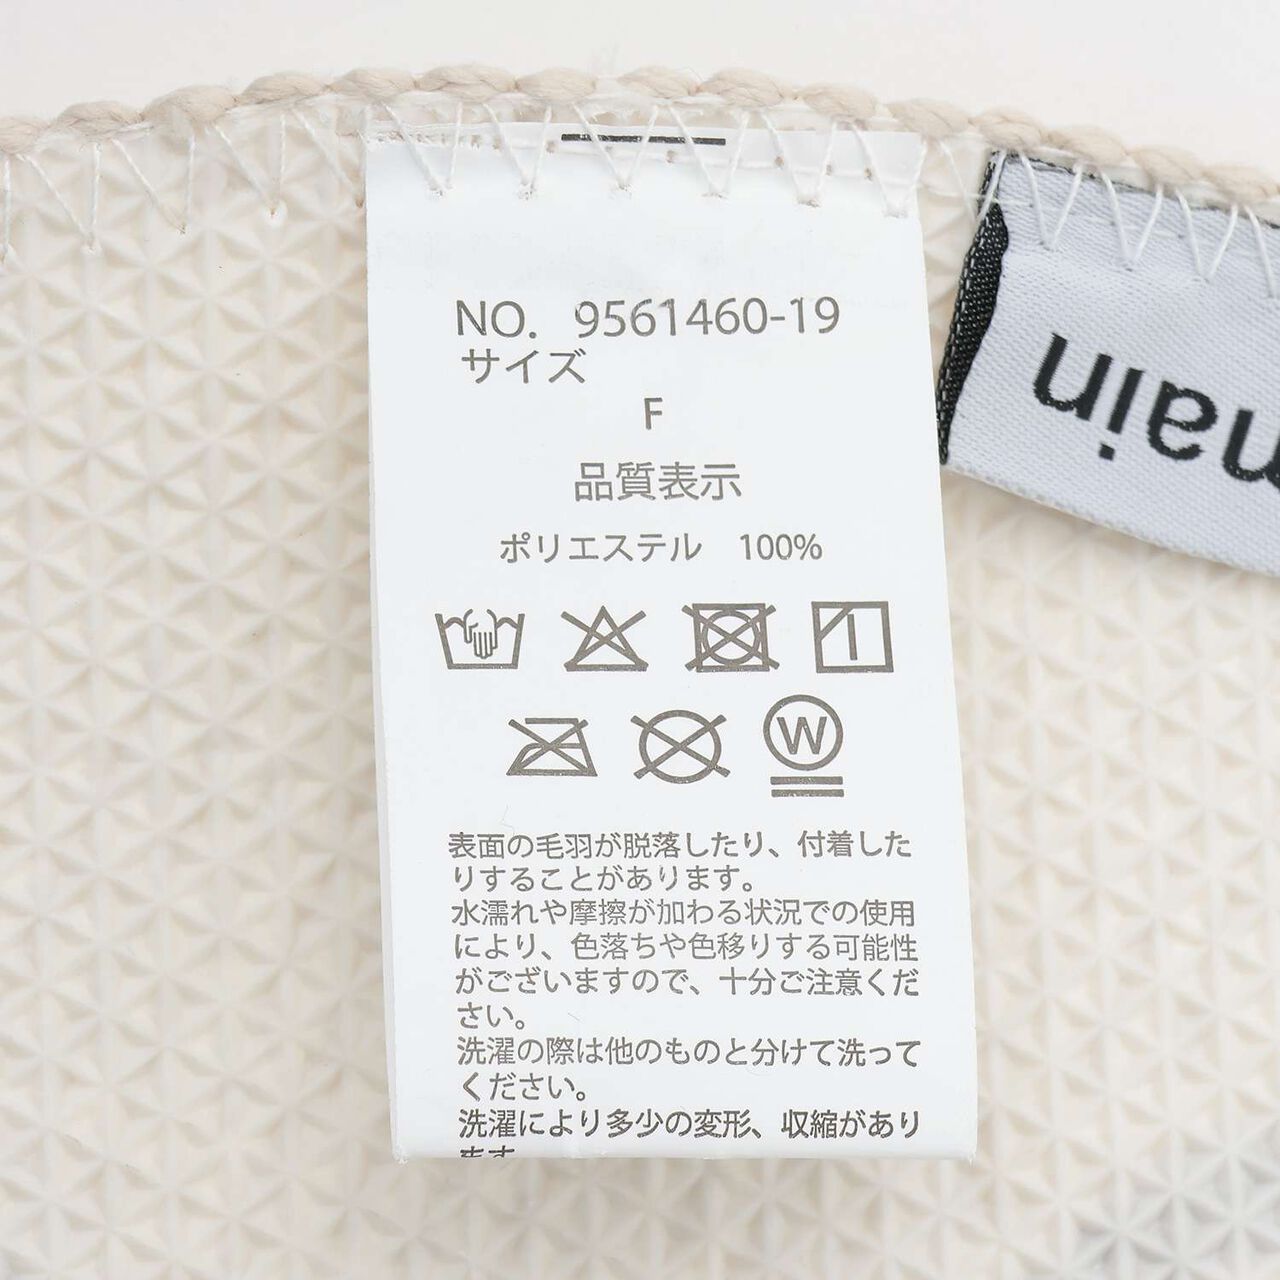 NO. 9561460-19
サイズ
F
品質表示
ポリエステル 100%
W
表面の毛羽が脱落したり、付着した
りすることがあります。
水濡れや摩擦が加わる状況での使用
により、色落ちや色移りする可能性
がございますので、十分ご注意くだ
さい。
洗濯の際は他のものと分けて洗って
ください。
洗濯により多少の変形、収縮があり
ます
main